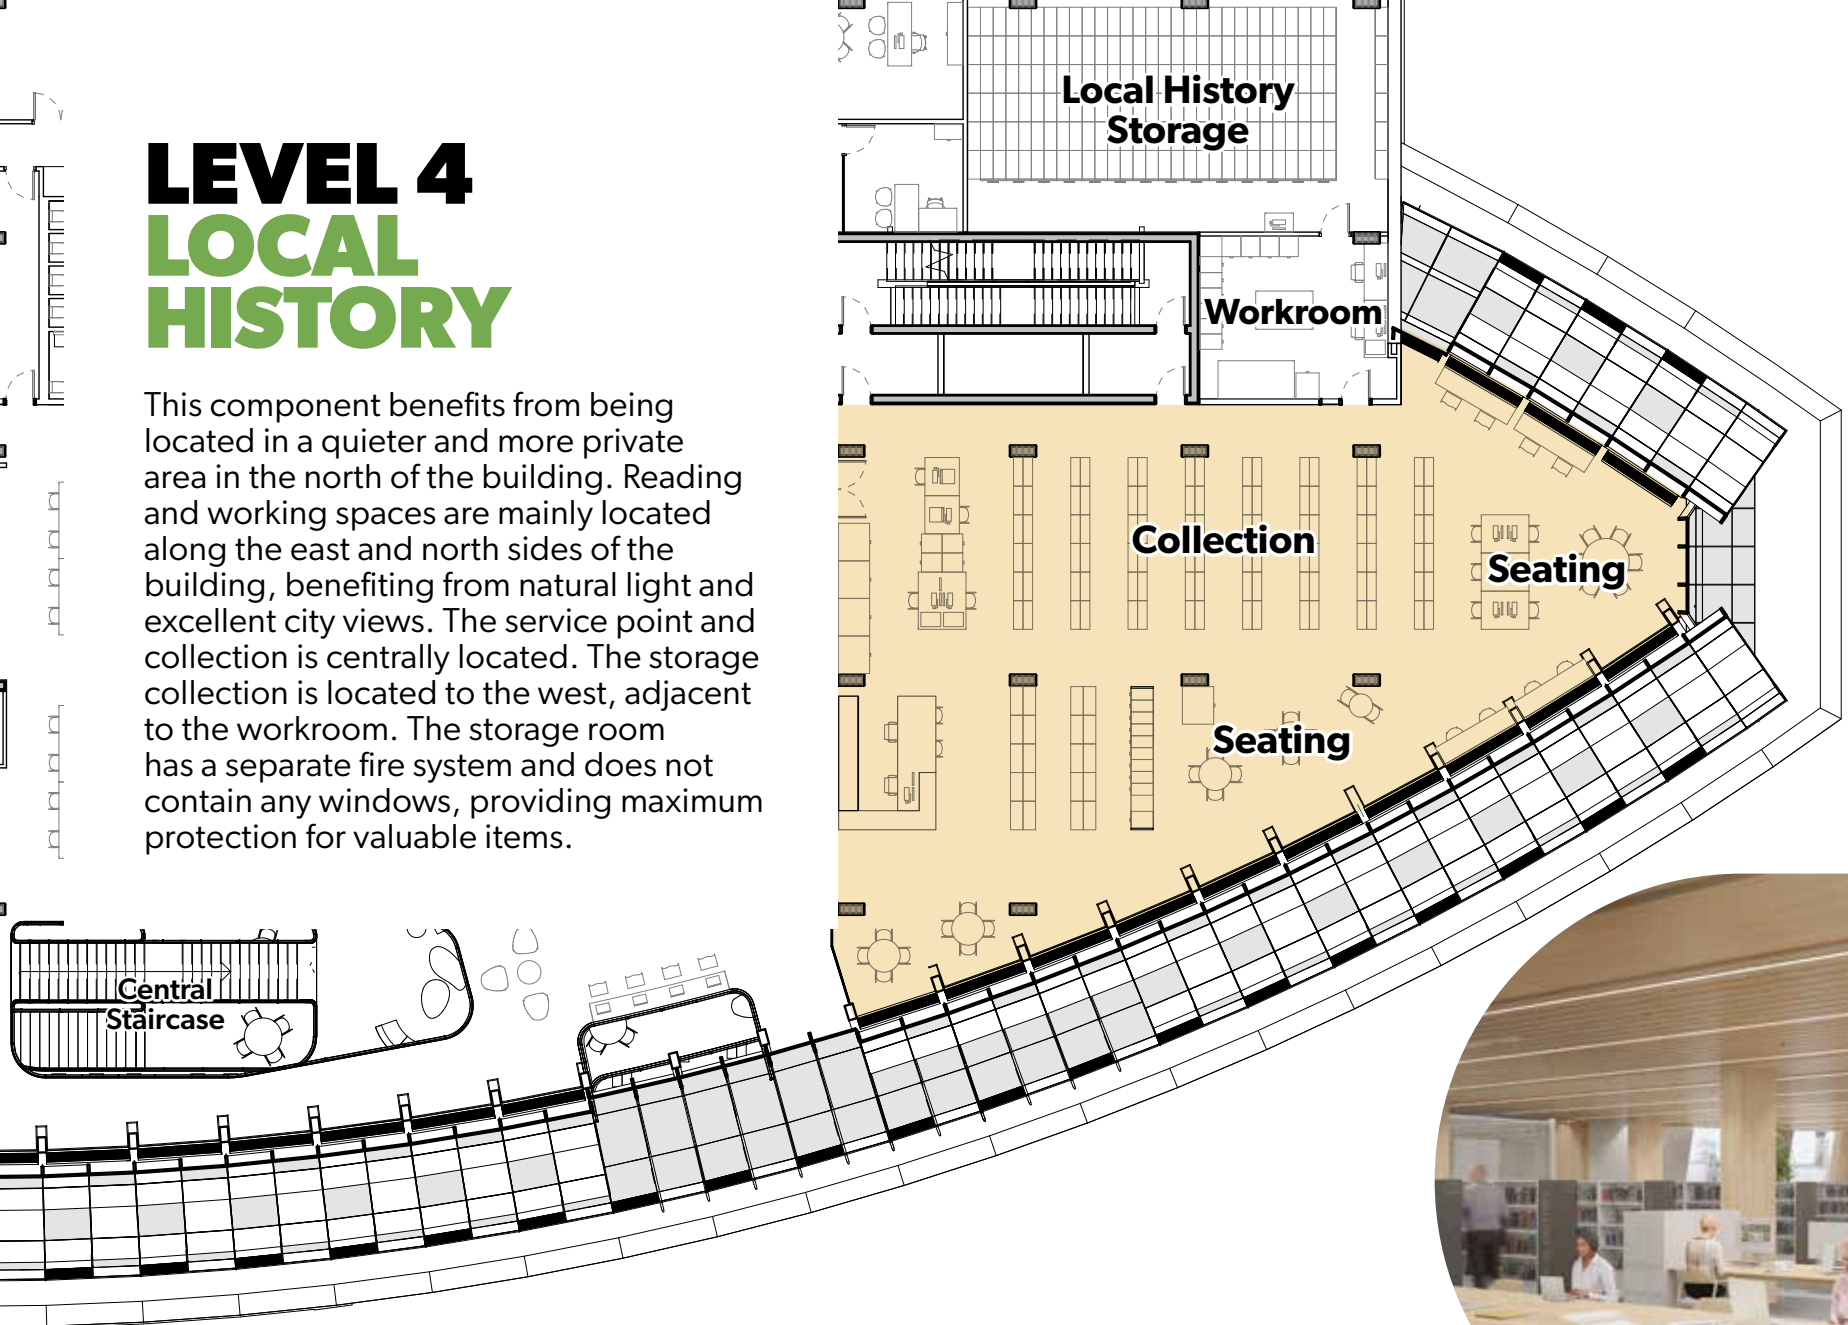 LEVEL 4
LOCAL
HISTORY
This component benefits from being
located in a quieter and more private
area in the north of the building. Reading
and working spaces are mainly located
along the east and north sides of the
building, benefiting from natural light and
excellent city views. The service point and
collection is centrally located. The storage
collection is located to the west, adjacent
to the workroom. The storage room
has a separate fire system and does not
contain any windows, providing maximum
protection for valuable items.
Local History
Storage
Workroom
Collection
Seating
Seating
Central
Staircase